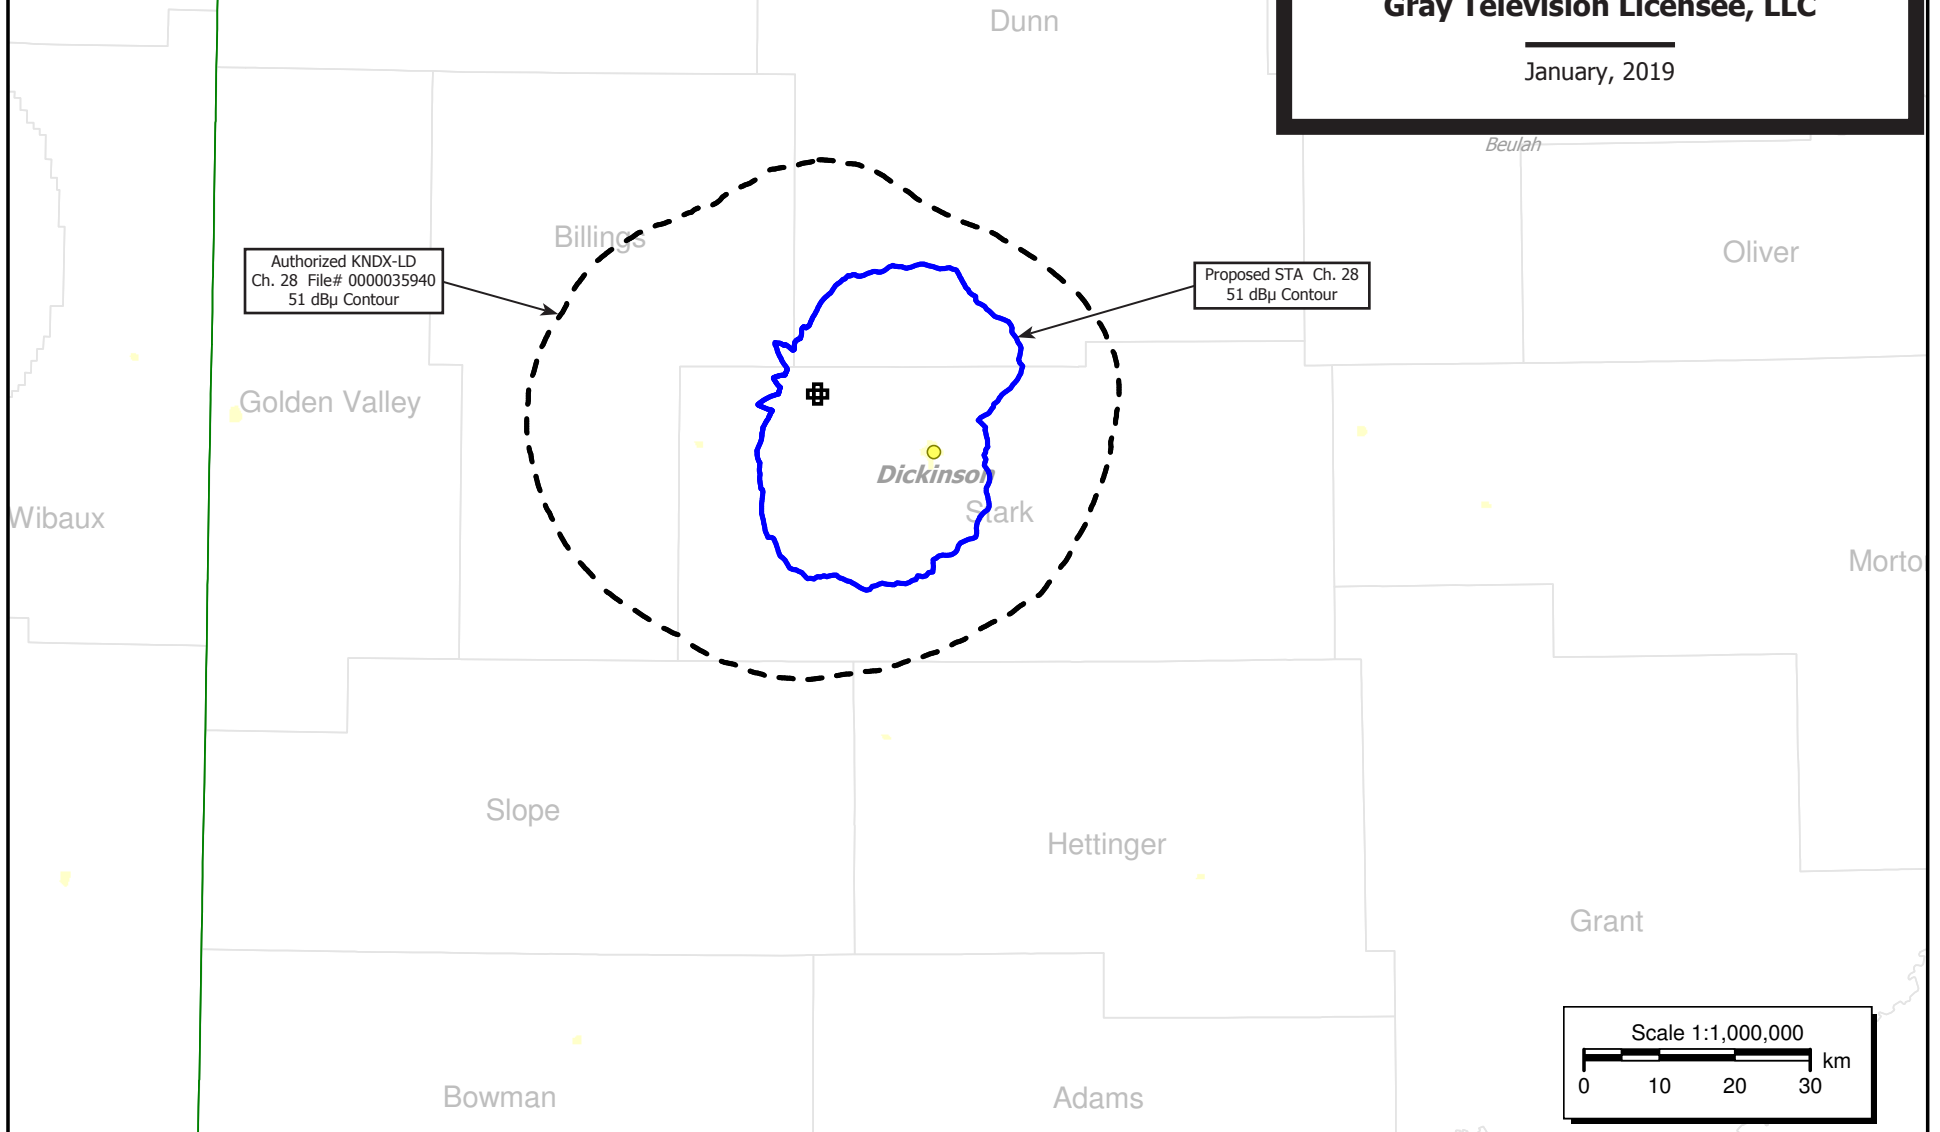 Dunn
Gray Television Licensee, LLC
January, 2019
Beulah
Billings
Oliver
Authorized KNDX-LD
Ch. 28 File# 0000035940
51 dBµ Contour
Proposed STA Ch. 28
51 dBµ Contour
Golden Valley
Dickinson
Stark
Wibaux
Morto
Slope
Hettinger
Grant
Scale 1:1,000,000
km
0 10 20 30
Bowman
Adams